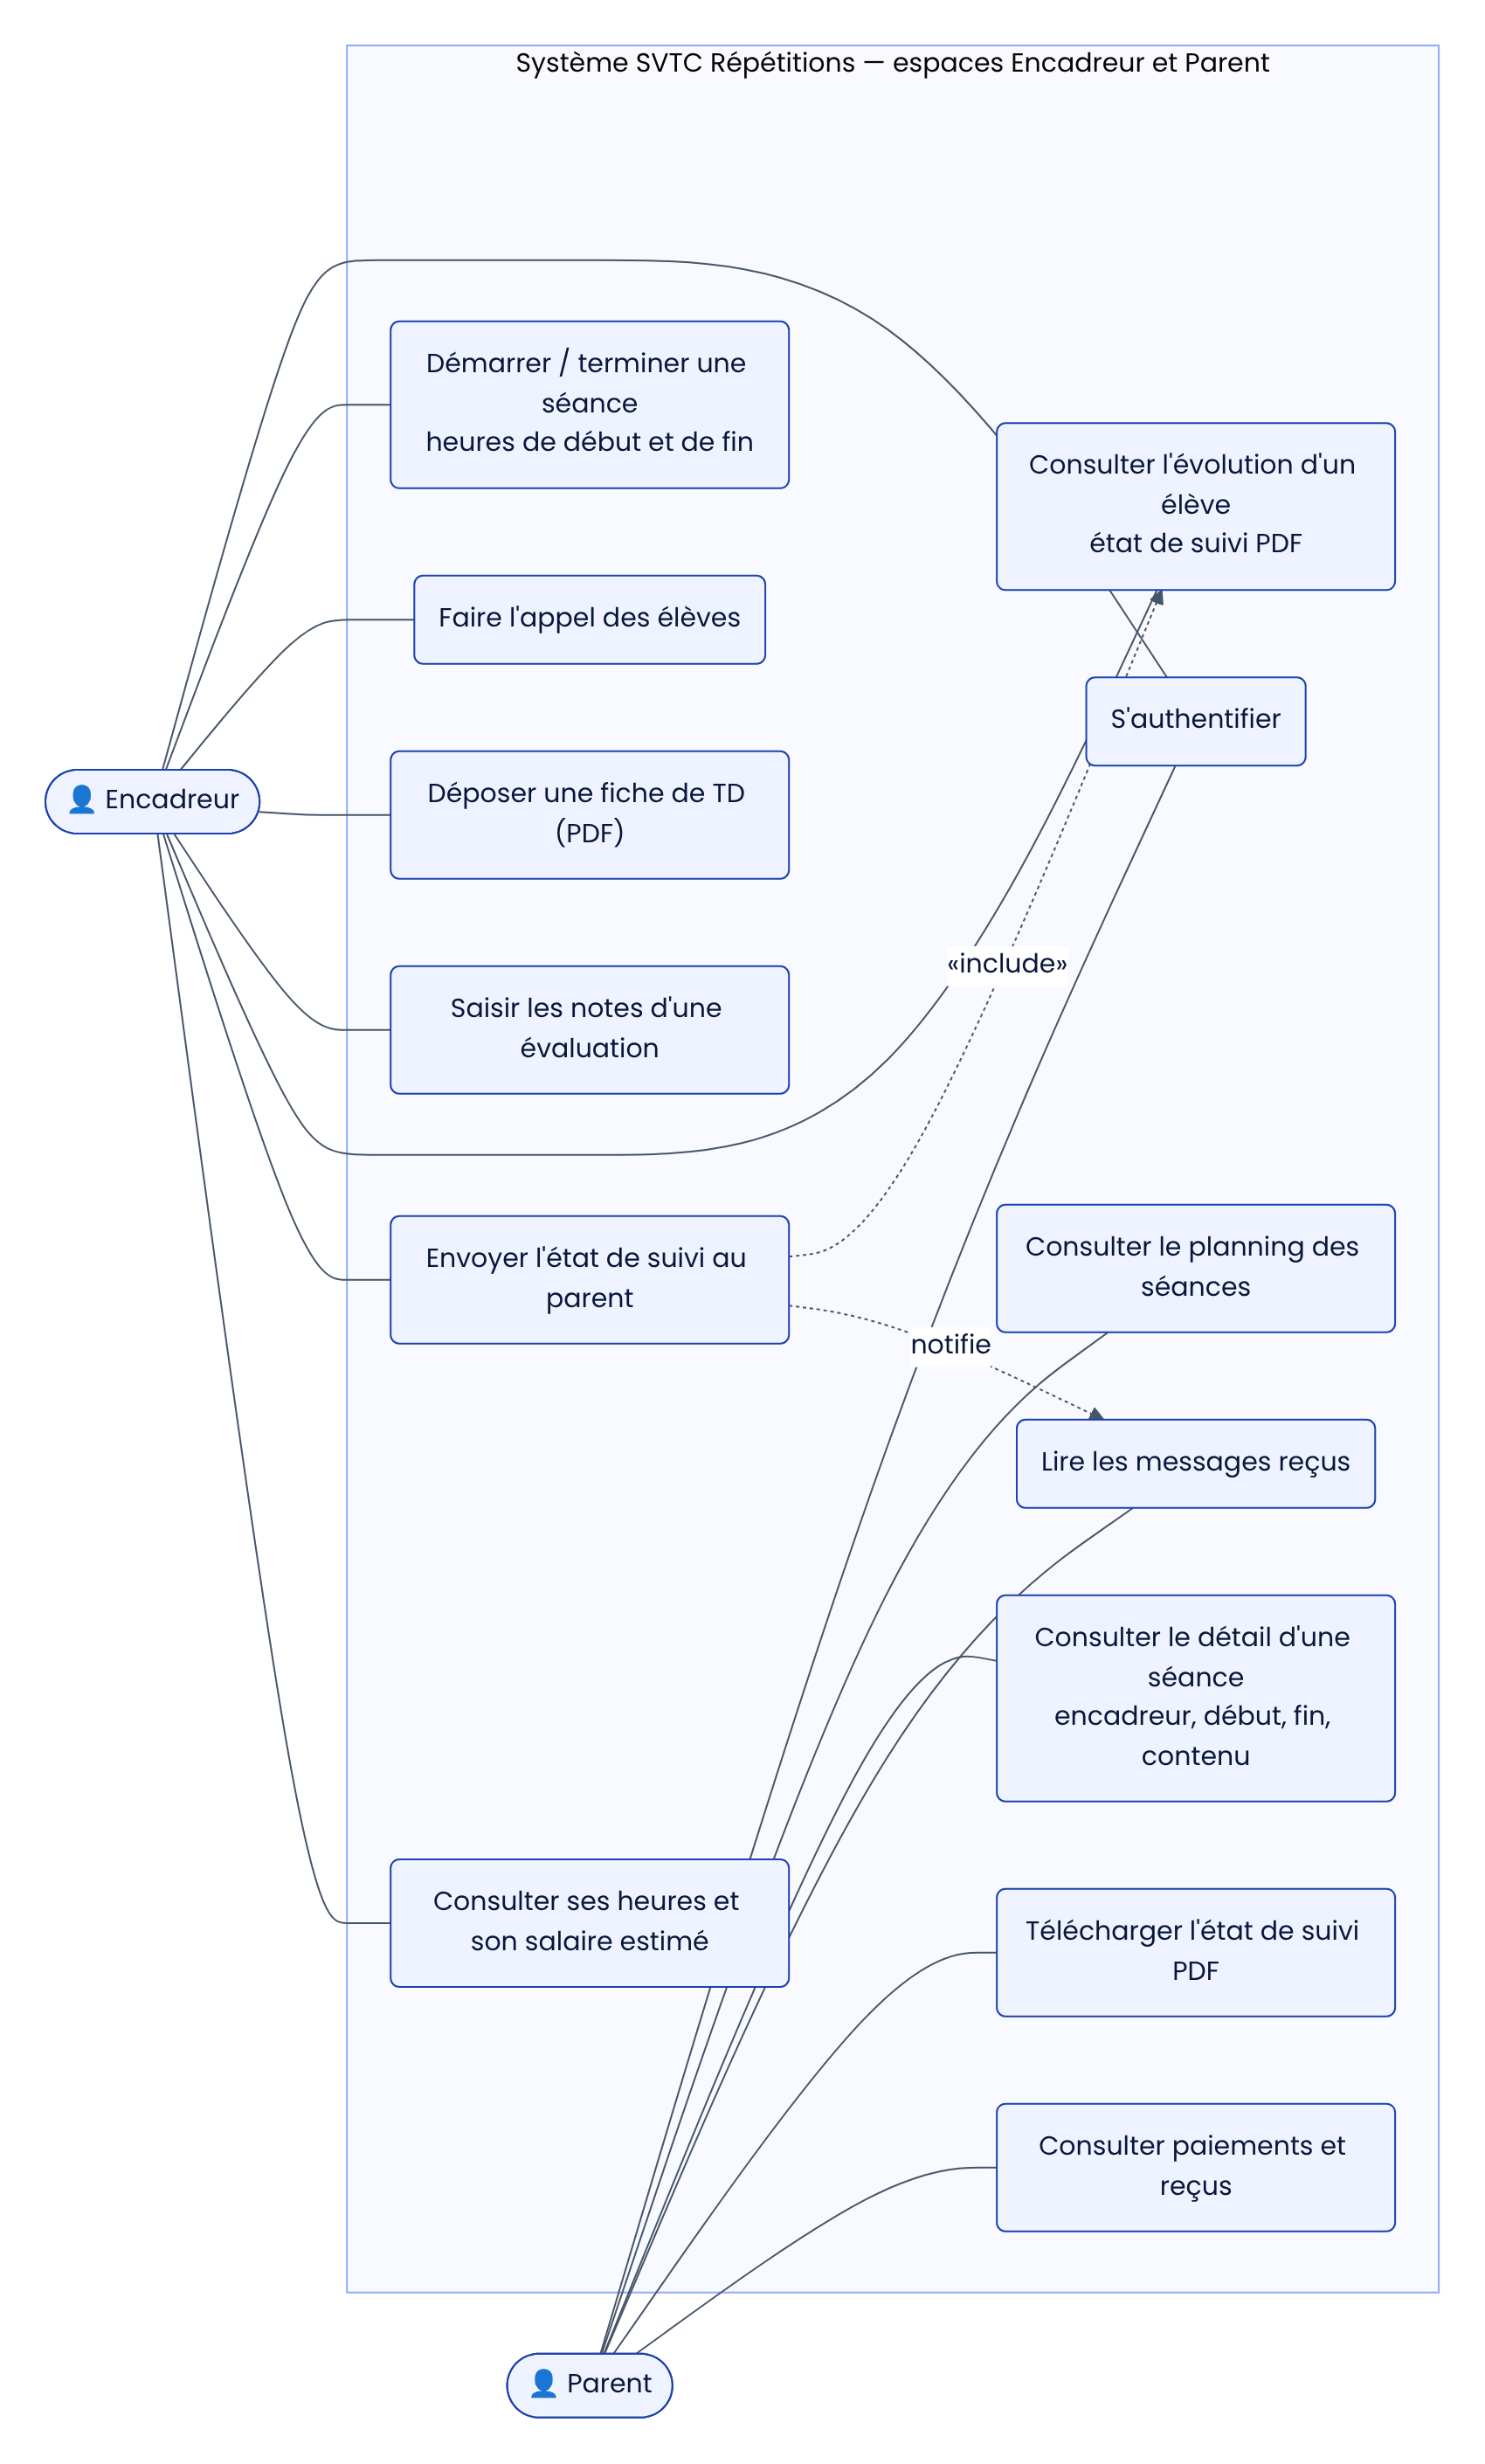 Système SVTC Répétitions — espaces Encadreur et Parent
Démarrer / terminer une
séance
heures de début et de fin
Consulter l'évolution d'un
élève
état de suivi PDF
Faire l'appel des élèves
S'authentifier
Encadreur
Déposer une fiche de TD
(PDF)
«include»
Saisir les notes d'une
évaluation
Envoyer l'état de suivi au
parent
Consulter le planning des
séances
notifie
Lire les messages reçus
Consulter le détail d'une
séance
encadreur, début, fin,
contenu
Consulter ses heures et
son salaire estimé
Télécharger l'état de suivi
PDF
Consulter paiements et
reçus
Parent